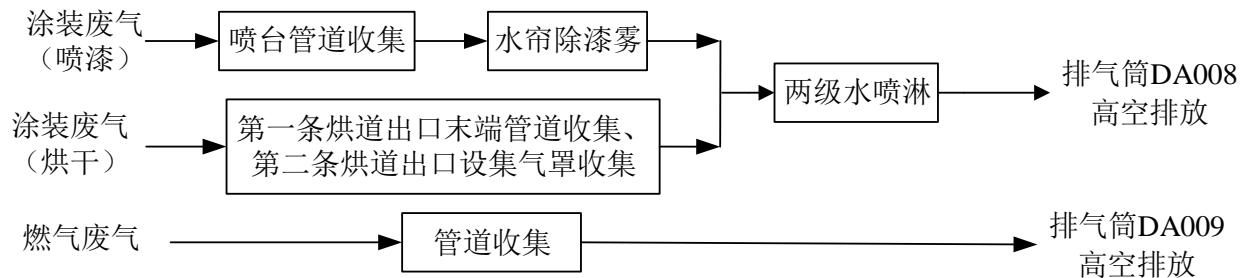 涂装废气
（喷漆）
喷台管道收集
水帘除漆雾
两级水喷淋
排气筒DA008
高空排放
涂装废气
（烘干）
第一条烘道出口末端管道收集、
第二条烘道出口设集气罩收集
燃气废气
管道收集
排气筒DA009
高空排放